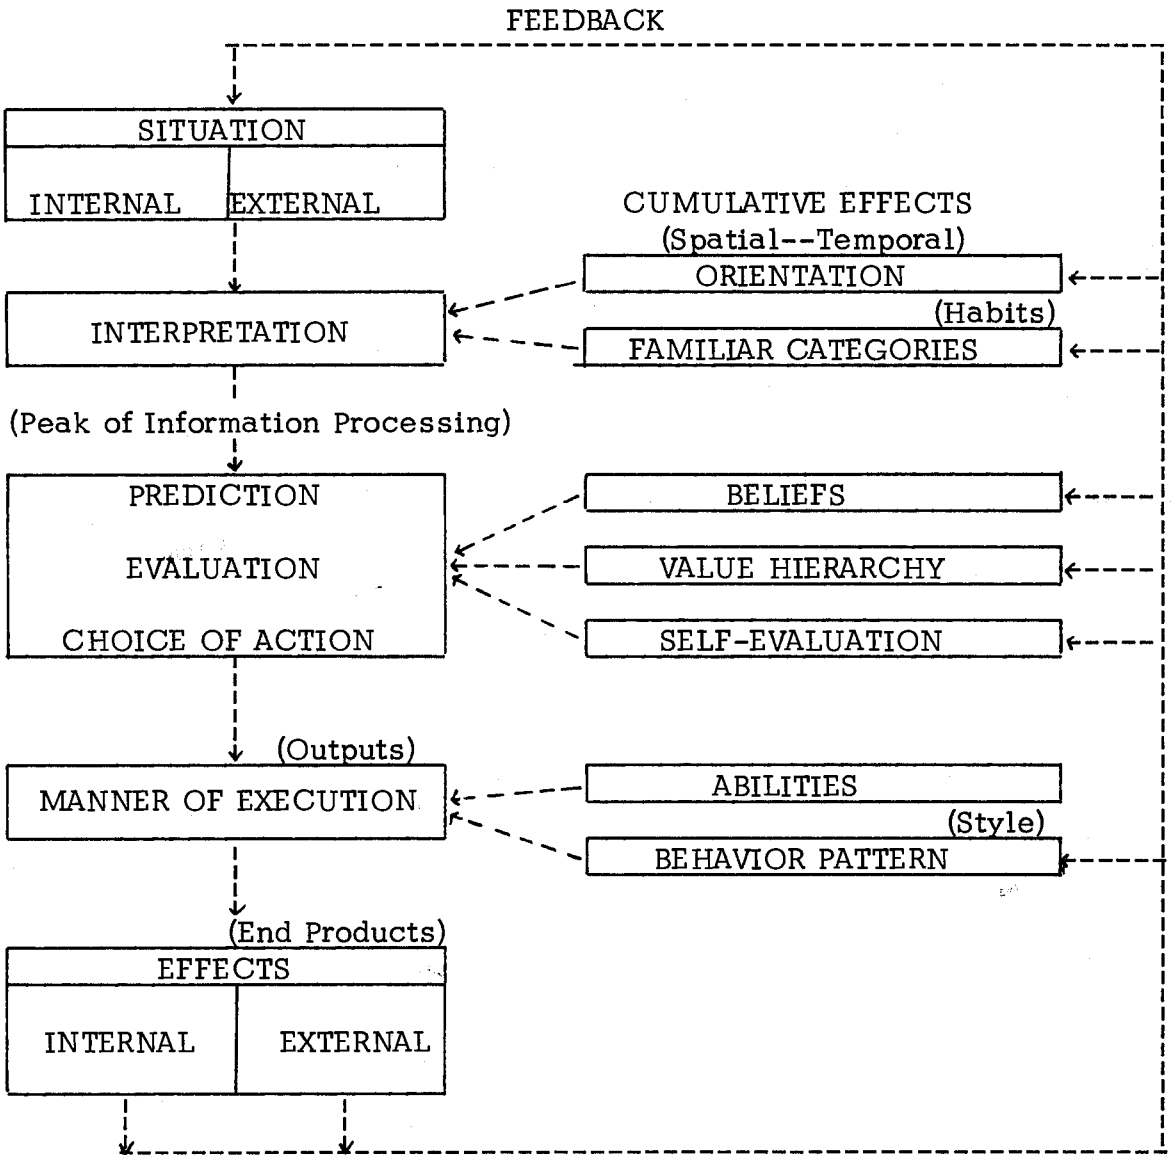 FEEDBACK
SITUATION
INTERNAL EXTERNAL
CUMULATIVE EFFECTS
(Spatial--Temporal)
ORIENTATION
(Habits)
INTERPRETATION
FAMILIAR CATEGORIES
(Peak of Information Processing)
PREDICTION
BELIEFS
EVALUATION
VALUE HIERARCHY
CHOICE OF ACTION
SELF-EVALUATION
(Outputs)
MANNER OF EXECUTION
ABILITIES
(Style)
BEHAVIOR PATTERN
(End Products)
EFFECTS
INTERNAL EXTERNAL